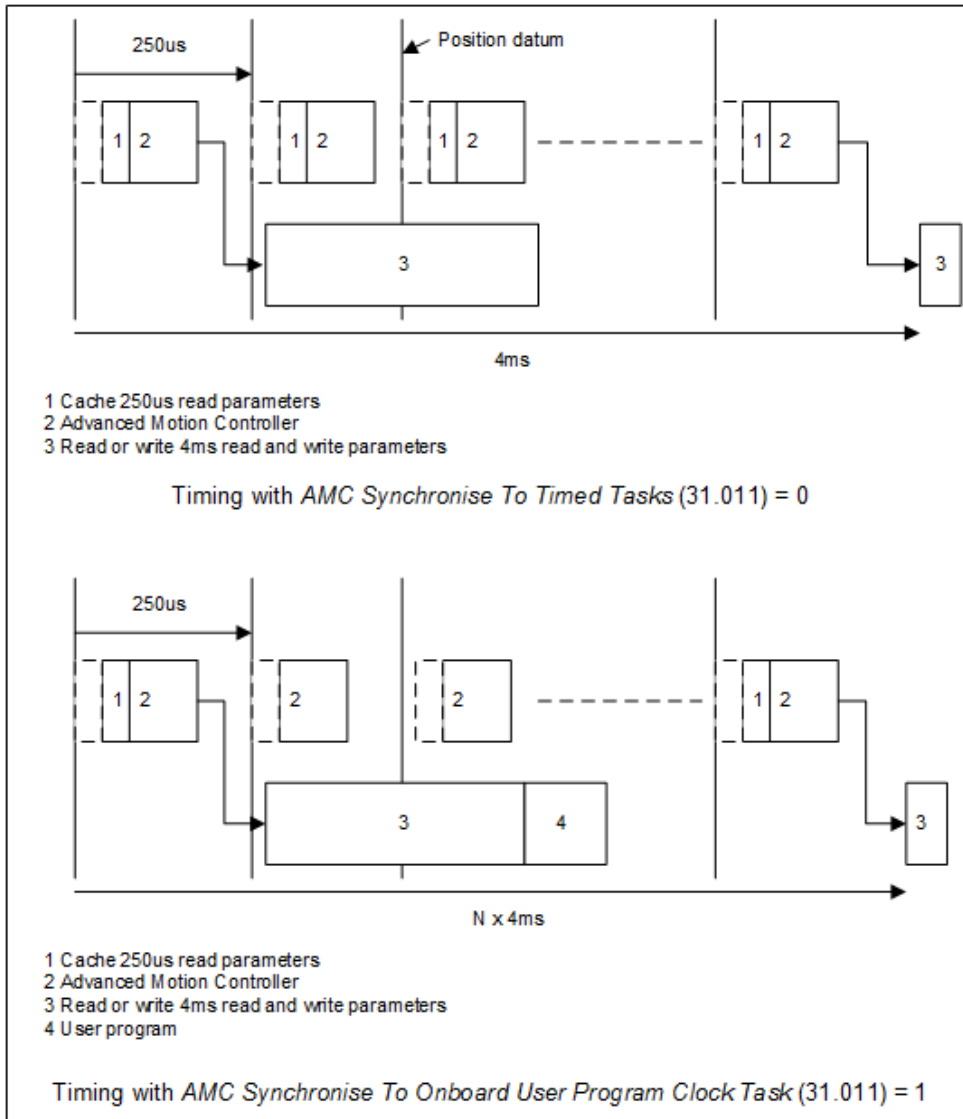 250us
Position datum
1 2
1 2
1 2
1 2
3
3
4ms
1 Cache 250us read parameters
2 Advanced Motion Controller
3 Read or write 4ms read and write parameters
Timing with AMC Synchronise To Timed Tasks (31.011) = 0
250us
1 2
2
2
1 2
3
4
3
N x 4ms
1 Cache 250us read parameters
2 Advanced Motion Controller
3 Read or write 4ms read and write parameters
4 User program
Timing with AMC Synchronise To Onboard User Program Clock Task (31.011) = 1